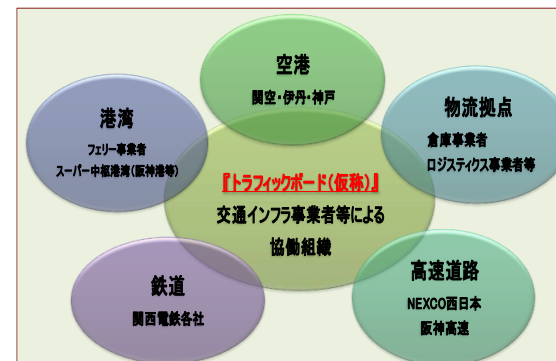 空港
関空・伊丹・神戸
港湾
フェリー事業者
スーパー中枢港湾(阪神港等)
物流拠点
倉庫事業者
ロジスティクス事業者等
『トラフィックボード(仮称)』
交通インフラ事業者等による
協働組織
鉄道
関西電鉄各社
高速道路
NEXCO西日本
阪神高速